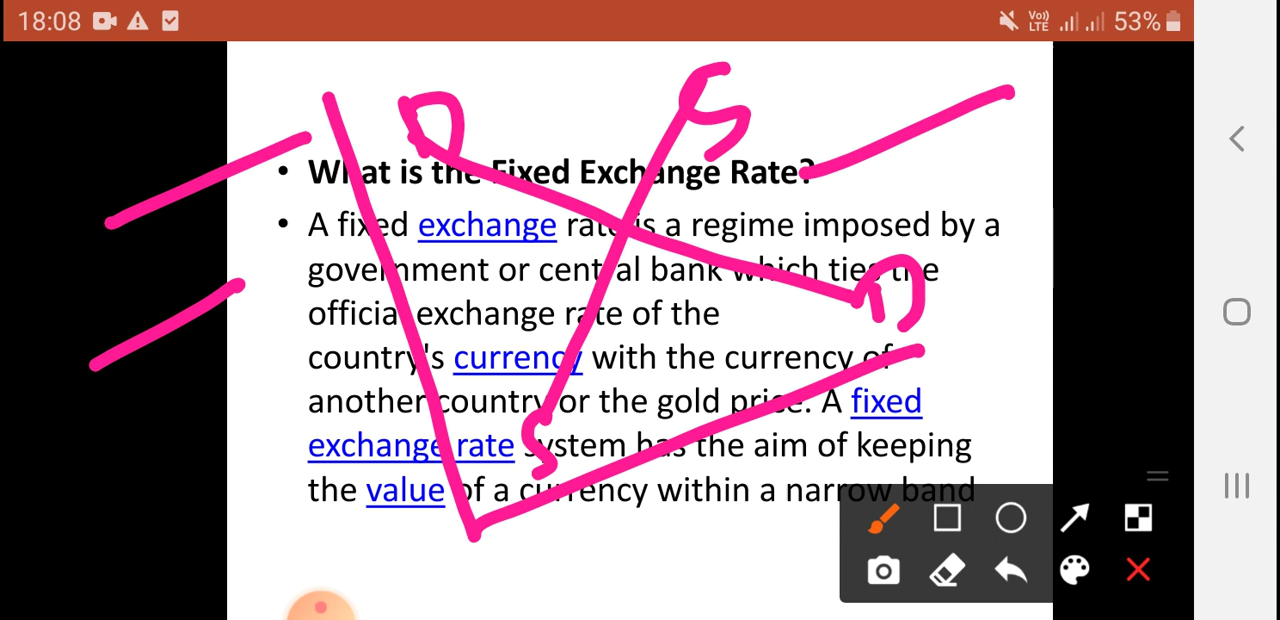 18:08 Vo)) LTE 53%
D S
• What is the Fixed Exchange Rate?
• A fixed exchange rate is a regime imposed by a
government or central bank which ties the
official exchange rate of the
country's currency with the currency of
another country or the gold price. A fixed
exchange rate system has the aim of keeping
the value of a currency within a narrow band
D
S